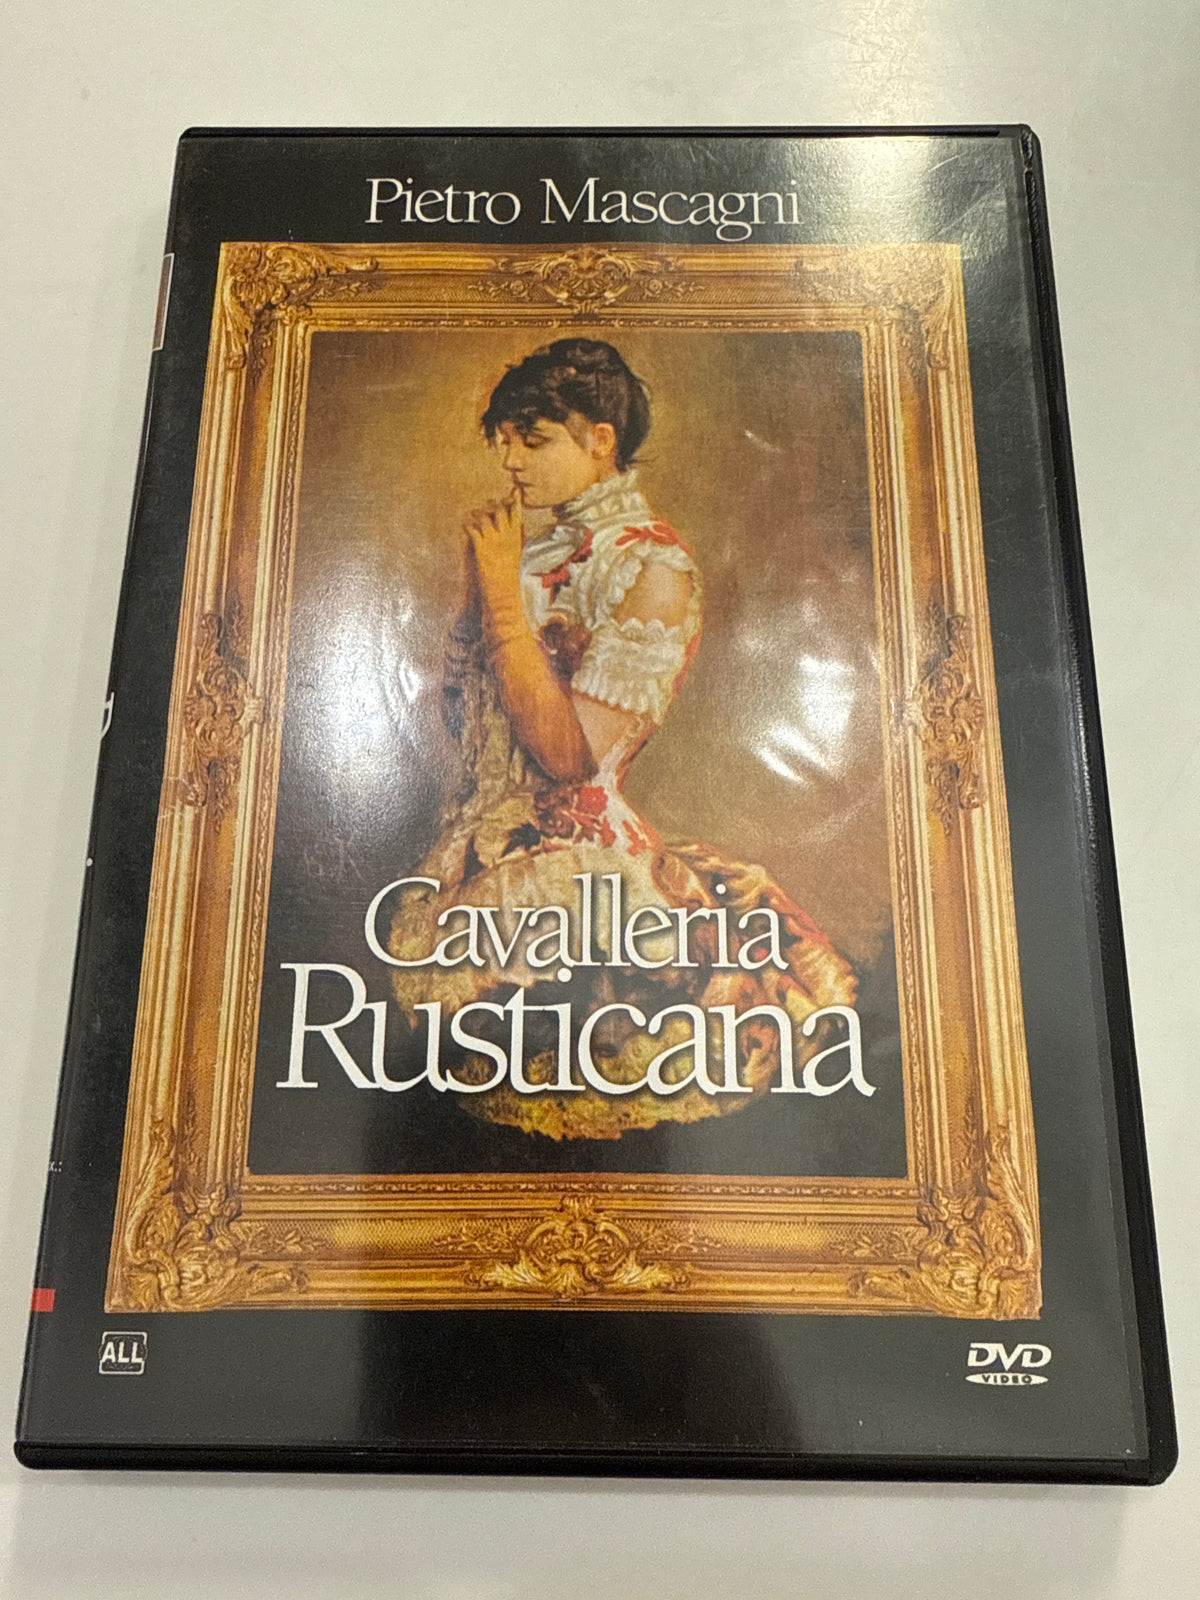 Pietro Mascagni
Cavalleria
Rusticana
ALL
DVD
VIDEO